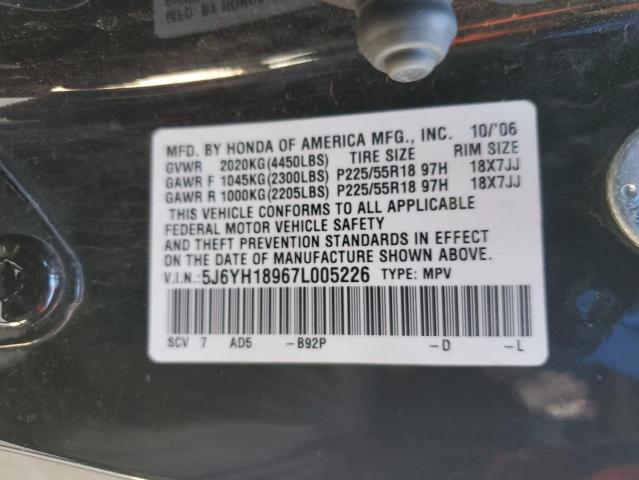 MFD. BY HONDA OF AMERICA MFG., INC. 10/'06
GVWR 2020KG(4450LBS) TIRE SIZE RIM SIZE
GAWR F 1045KG(2300LBS) P225/55R18 97H 18X7JJ
GAWR R 1000KG(2205LBS) P225/55R18 97H 18X7JJ
THIS VEHICLE CONFORMS TO ALL APPLICABLE
FEDERAL MOTOR VEHICLE SAFETY
AND THEFT PREVENTION STANDARDS IN EFFECT
ON THE DATE OF MANUFACTURE SHOWN ABOVE.
V.I.N.:5J6YH18967L005226 TYPE: MPV
SCV 7 AD5 -B92P -D -L